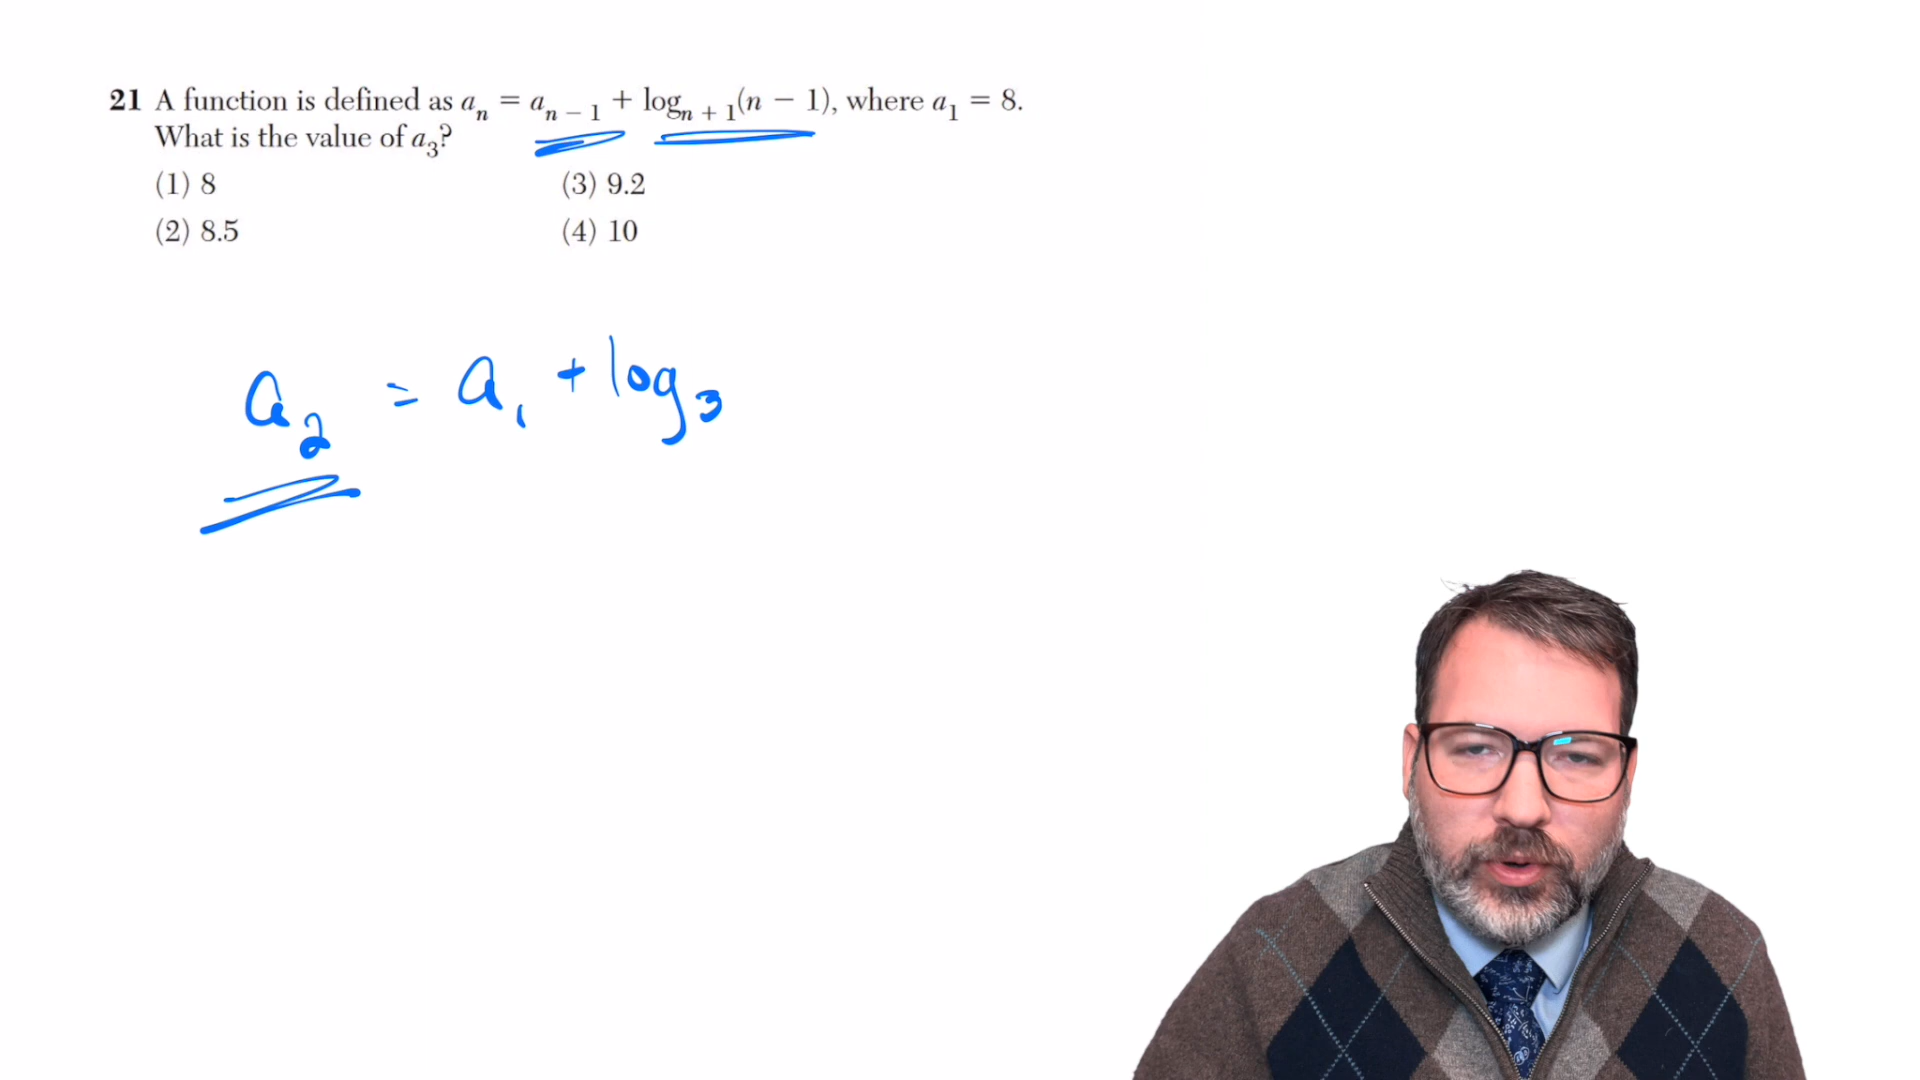 21 A function is defined as aₙ = aₙ₋₁ + logₙ₊₁(n − 1), where a₁ = 8.
What is the value of a₃?
(1) 8 (3) 9.2
(2) 8.5 (4) 10
a₂ = a₁ + log₃